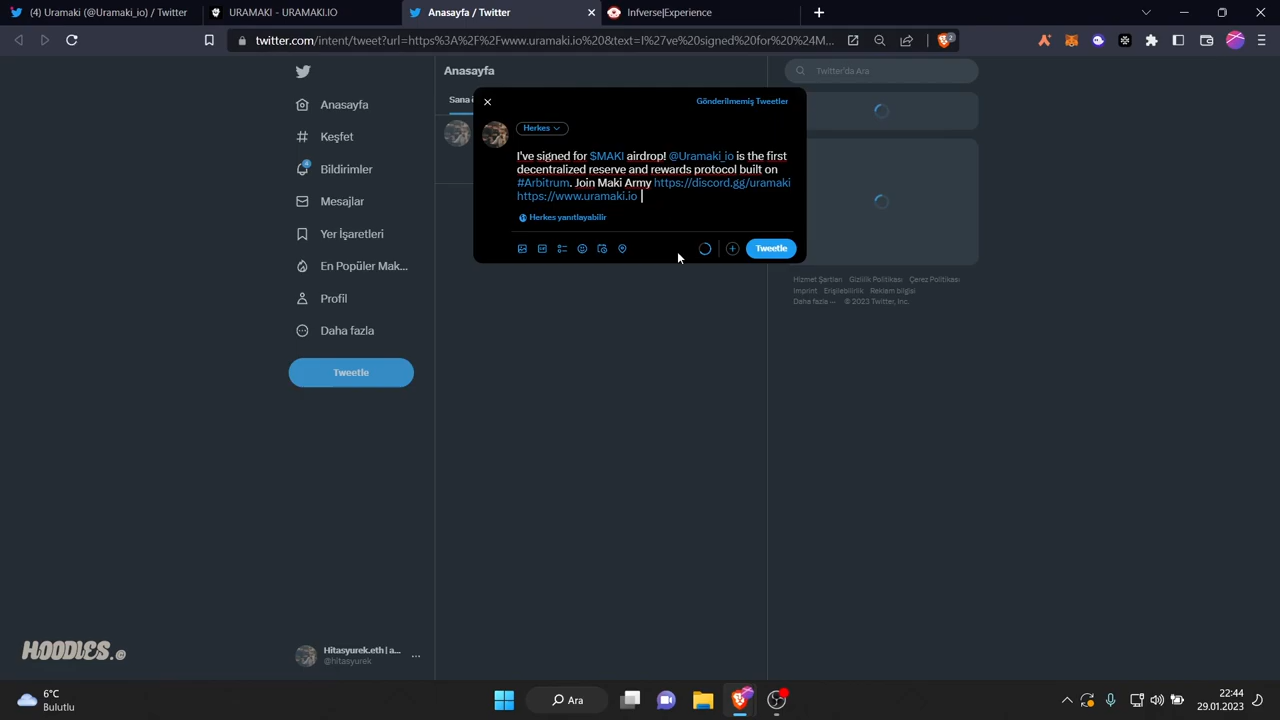 (4) Uramaki (@Uramaki_io) / Twitter
URAMAKI - URAMAKI.IO
Anasayfa / Twitter
Infverse|Experience
twitter.com/intent/tweet?url=https%3A%2F%2Fwww.uramaki.io%20&text=I%27ve%20signed%20for%20%24M...
2
Anasayfa
Keşfet
4
Bildirimler
Mesajlar
Yer İşaretleri
En Popüler Mak...
Profil
Daha fazla
Tweetle
Anasayfa
Sana
Gönderilmemiş Tweetler
Herkes
I've signed for $MAKI airdrop! @Uramaki_io is the first
decentralized reserve and rewards protocol built on
#Arbitrum. Join Maki Army https://discord.gg/uramaki
https://www.uramaki.io
Herkes yanıtlayabilir
Tweetle
Twitter'da Ara
Hizmet Şartları Gizlilik Politikası Çerez Politikası
Imprint Erişilebilirlik Reklam bilgisi
Daha fazla ··· © 2023 Twitter, Inc.
HOODIES.
Hitasyurek.eth | a...
@hitasyurek
6°C
Bulutlu
Ara
22:44
29.01.2023